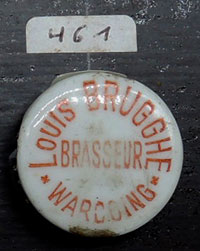 461
LOUIS BRUGGHE
BRASSEUR
* WARCOING *